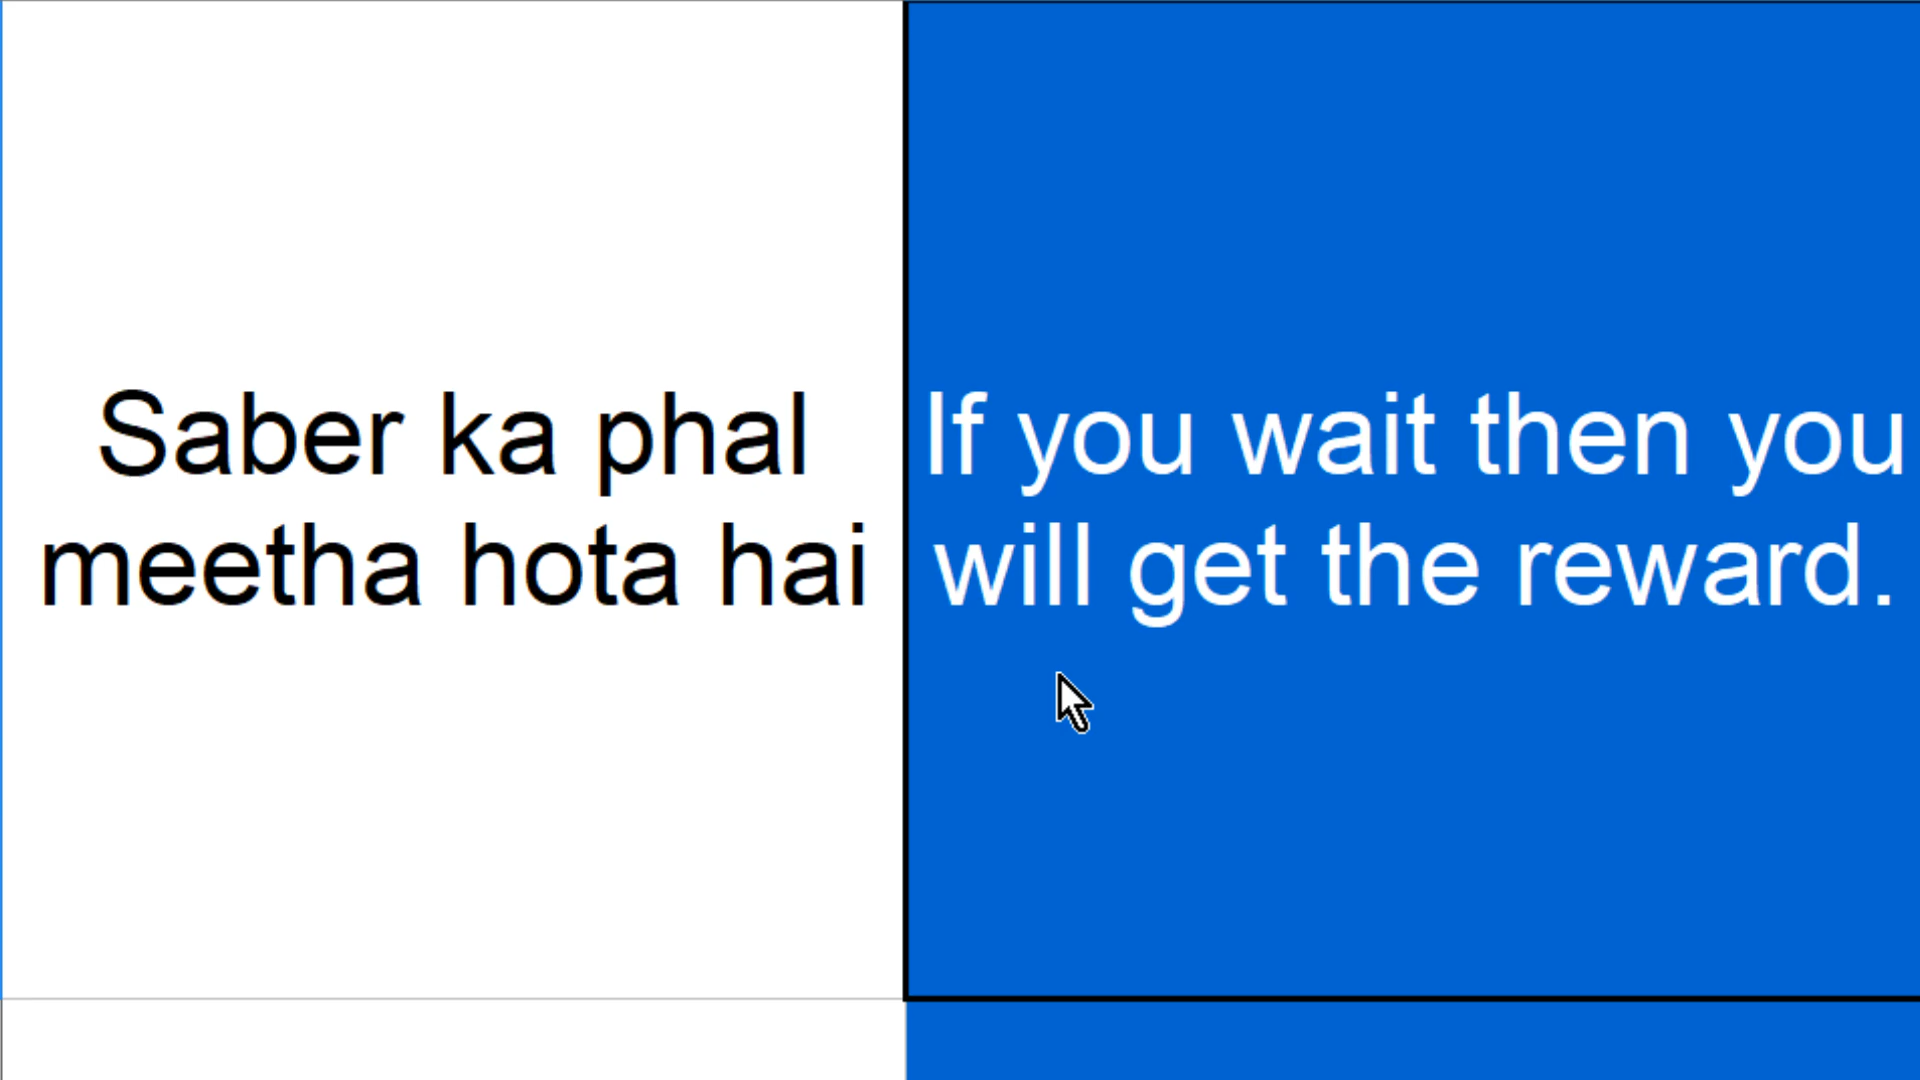 Saber ka phal
meetha hota hai
If you wait then you
will get the reward.